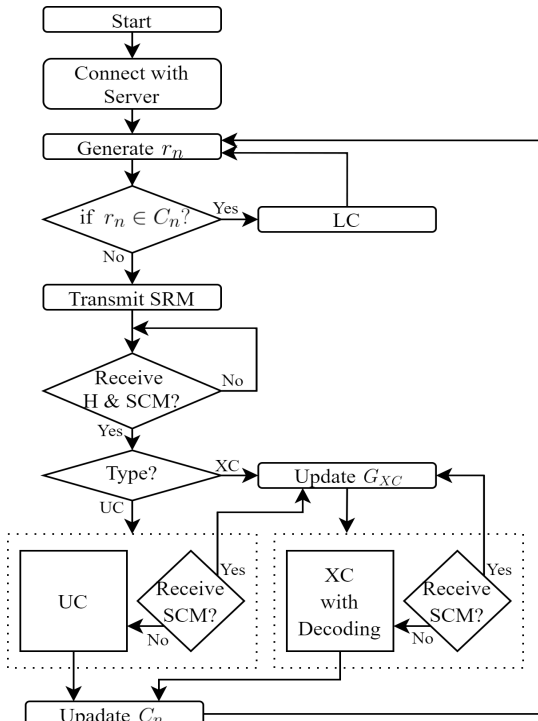 Start
Connect with
Server
Generate $r_n$
if $r_n \in C_n$?
Yes
LC
No
Transmit SRM
Receive
H & SCM?
No
Yes
Type?
XC
Update $G_{XC}$
UC
UC
Receive
SCM?
Yes
No
XC
with
Decoding
Receive
SCM?
Yes
No
Upadate $C_n$